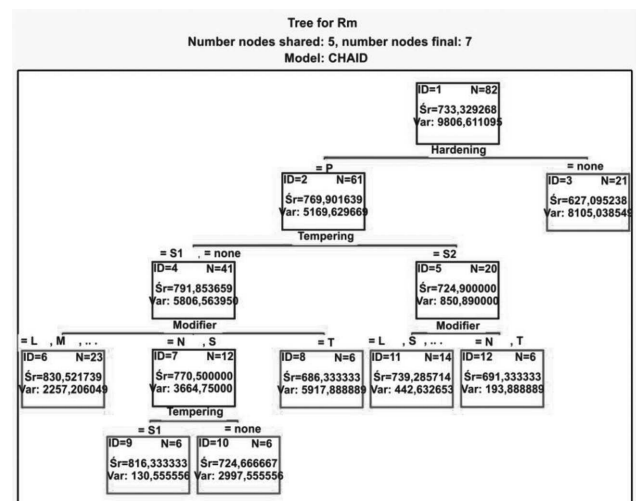 Tree for Rm
Number nodes shared: 5, number nodes final: 7
Model: CHAID
ID=1 N=82
Śr=733,329268
Var: 9806,611095
Hardening
= P = none
ID=2 N=61 ID=3 N=21
Śr=769,901639 Śr=627,095238
Var: 5169,629669 Var: 8105,038549
Tempering
= S1 , = none = S2
ID=4 N=41 ID=5 N=20
Śr=791,853659 Śr=724,900000
Var: 5806,563950 Var: 850,890000
Modifier Modifier
= L , M , ... = N , S = T = L , S , ... = N , T
ID=6 N=23 ID=7 N=12 ID=8 N=6 ID=11 N=14 ID=12 N=6
Śr=830,521739 Śr=770,500000 Śr=686,333333 Śr=739,285714 Śr=691,333333
Var: 2257,206049 Var: 3664,75000 Var: 5917,888889 Var: 442,632653 Var: 193,888889
Tempering
= S1 = none
ID=9 N=6 ID=10 N=6
Śr=816,333333 Śr=724,666667
Var: 130,555556 Var: 2997,555556